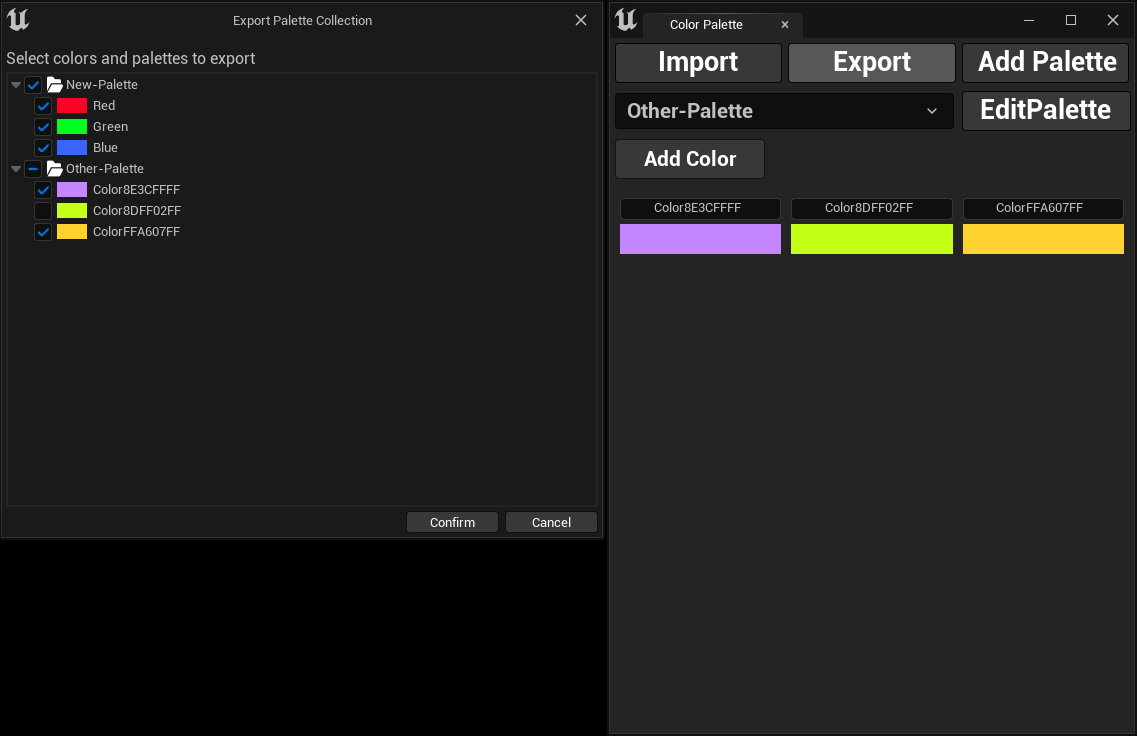 Export Palette Collection
Select colors and palettes to export
New-Palette
Red
Green
Blue
Other-Palette
Color8E3CFFFF
Color8DFF02FF
ColorFFA607FF
Confirm Cancel
Color Palette
Import Export Add Palette
Other-Palette EditPalette
Add Color
Color8E3CFFFF Color8DFF02FF ColorFFA607FF